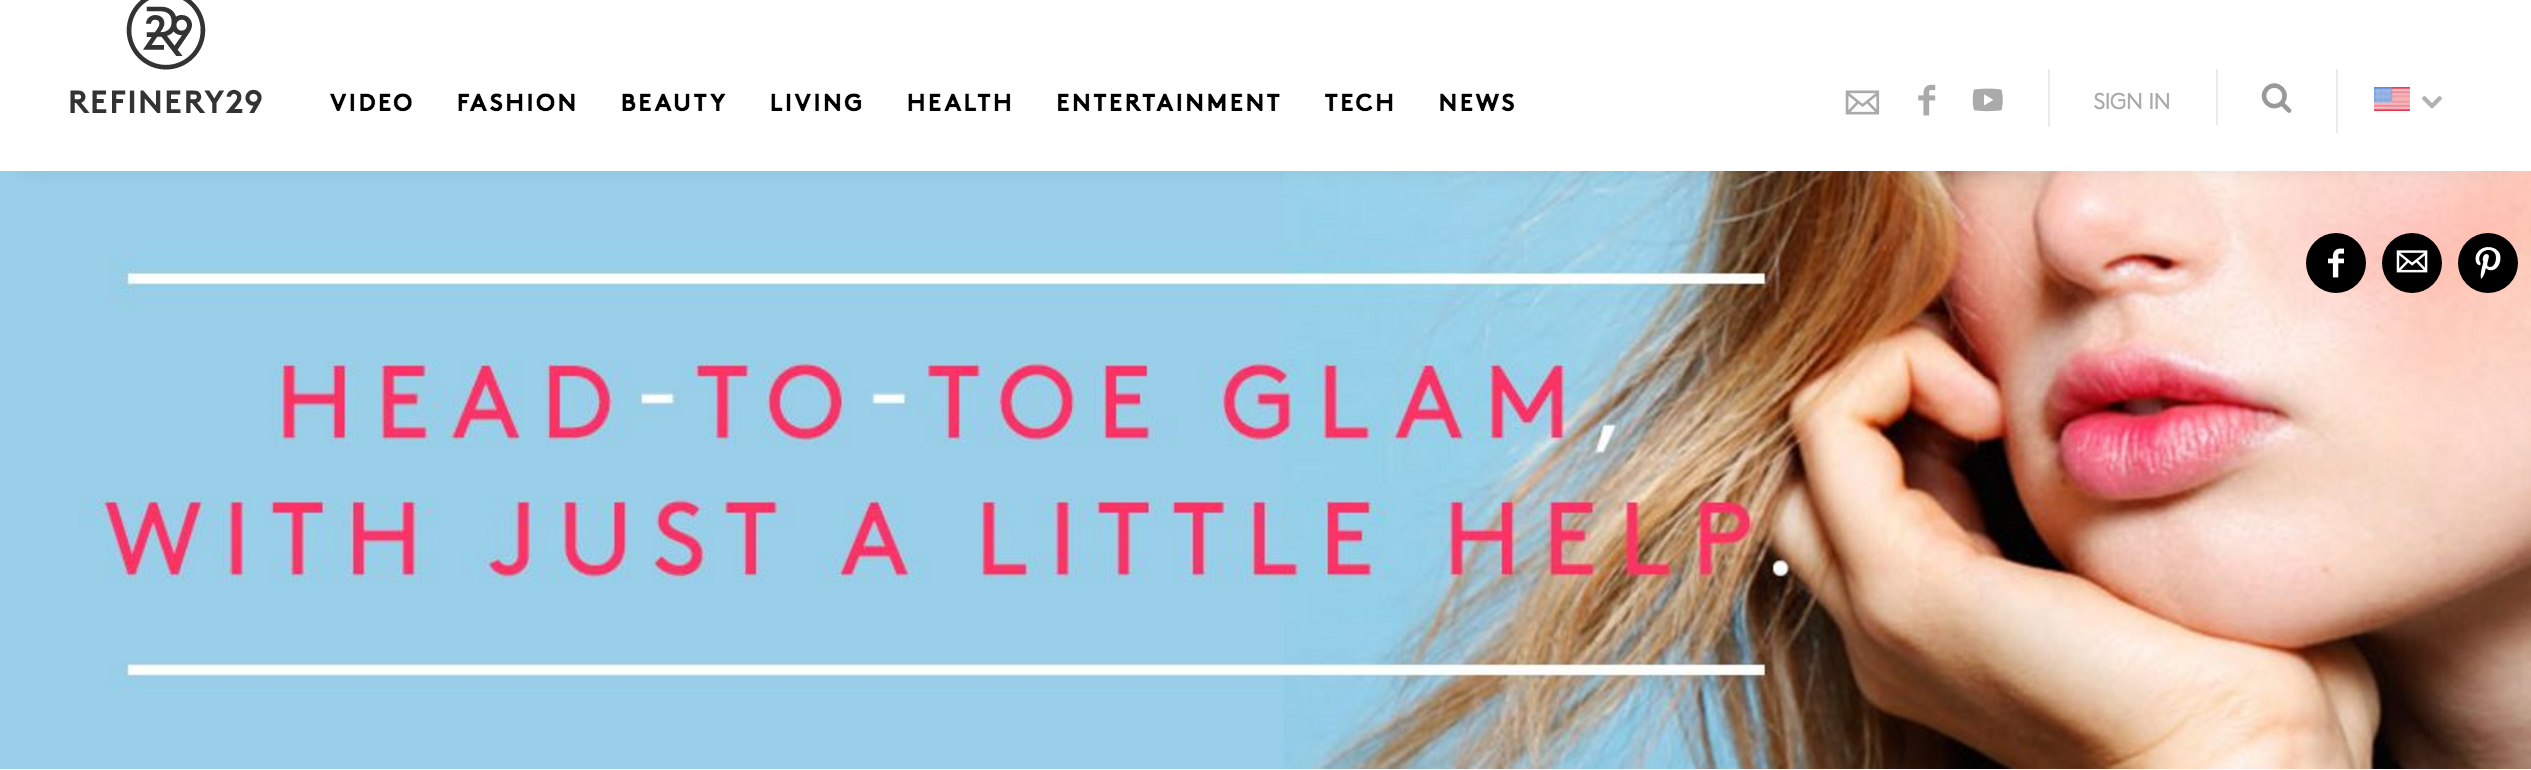 R29
REFINERY29
VIDEO FASHION BEAUTY LIVING HEALTH ENTERTAINMENT TECH NEWS
SIGN IN
HEAD-TO-TOE GLAM,
WITH JUST A LITTLE HELP.